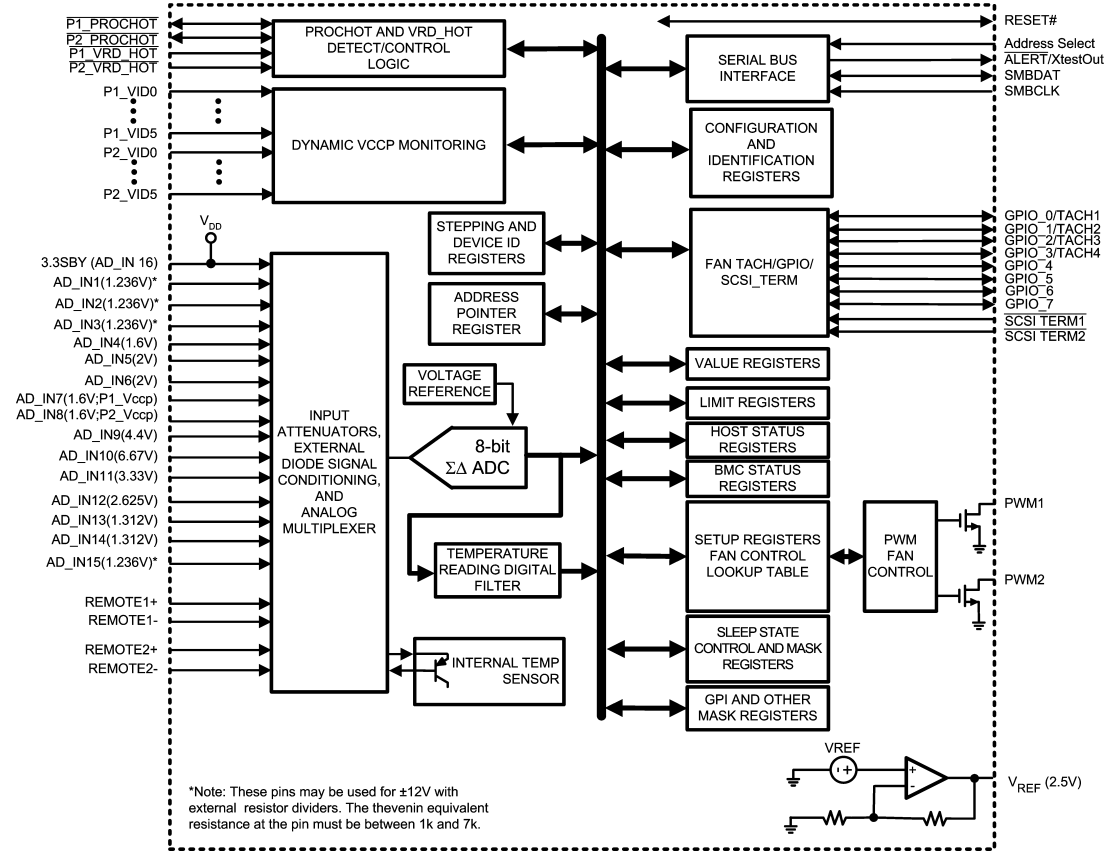 P1_PROCHOT
P2_PROCHOT
P1_VRD_HOT
P2_VRD_HOT
P1_VID0
P1_VID5
P2_VID0
P2_VID5
VDD
3.3SBY (AD_IN 16)
AD_IN1(1.236V)*
AD_IN2(1.236V)*
AD_IN3(1.236V)*
AD_IN4(1.6V)
AD_IN5(2V)
AD_IN6(2V)
AD_IN7(1.6V;P1_Vccp)
AD_IN8(1.6V;P2_Vccp)
AD_IN9(4.4V)
AD_IN10(6.67V)
AD_IN11(3.33V)
AD_IN12(2.625V)
AD_IN13(1.312V)
AD_IN14(1.312V)
AD_IN15(1.236V)*
REMOTE1+
REMOTE1-
REMOTE2+
REMOTE2-
PROCHOT AND VRD_HOT
DETECT/CONTROL
LOGIC
DYNAMIC VCCP MONITORING
STEPPING AND
DEVICE ID
REGISTERS
ADDRESS
POINTER
REGISTER
VOLTAGE
REFERENCE
INPUT
ATTENUATORS,
EXTERNAL
DIODE SIGNAL
CONDITIONING,
AND
ANALOG
MULTIPLEXER
8-bit
ΣΔ ADC
TEMPERATURE
READING DIGITAL
FILTER
INTERNAL TEMP
SENSOR
SERIAL BUS
INTERFACE
CONFIGURATION
AND
IDENTIFICATION
REGISTERS
FAN TACH/GPIO/
SCSI_TERM
VALUE REGISTERS
LIMIT REGISTERS
HOST STATUS
REGISTERS
BMC STATUS
REGISTERS
SETUP REGISTERS
FAN CONTROL
LOOKUP TABLE
PWM
FAN
CONTROL
SLEEP STATE
CONTROL AND MASK
REGISTERS
GPI AND OTHER
MASK REGISTERS
RESET#
Address Select
ALERT/XtestOut
SMBDAT
SMBCLK
GPIO_0/TACH1
GPIO_1/TACH2
GPIO_2/TACH3
GPIO_3/TACH4
GPIO_4
GPIO_5
GPIO_6
GPIO_7
SCSI TERM1
SCSI TERM2
PWM1
PWM2
VREF
- +
+
-
VREF (2.5V)
*Note: These pins may be used for ±12V with
external resistor dividers. The thevenin equivalent
resistance at the pin must be between 1k and 7k.